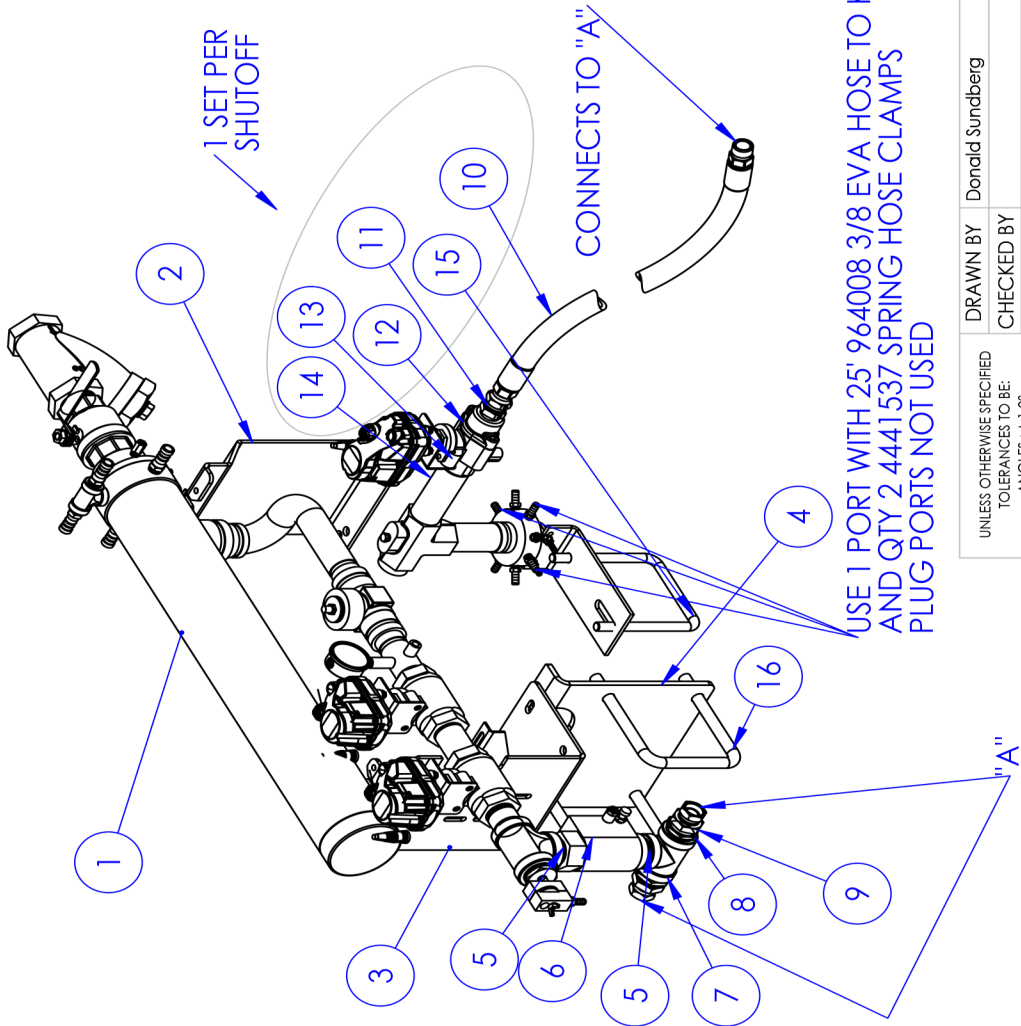 1 SET PER
SHUTOFF
2
10
11
15
13
12
14
1
CONNECTS TO "A"
4
16
3
5
6
5
7
8
9
"A"
USE 1 PORT WITH 25' 964008 3/8 EVA HOSE TO
AND QTY 2 4441537 SPRING HOSE CLAMPS
PLUG PORTS NOT USED
UNLESS OTHERWISE SPECIFIED
TOLERANCES TO BE:
DRAWN BY Donald Sundberg
CHECKED BY